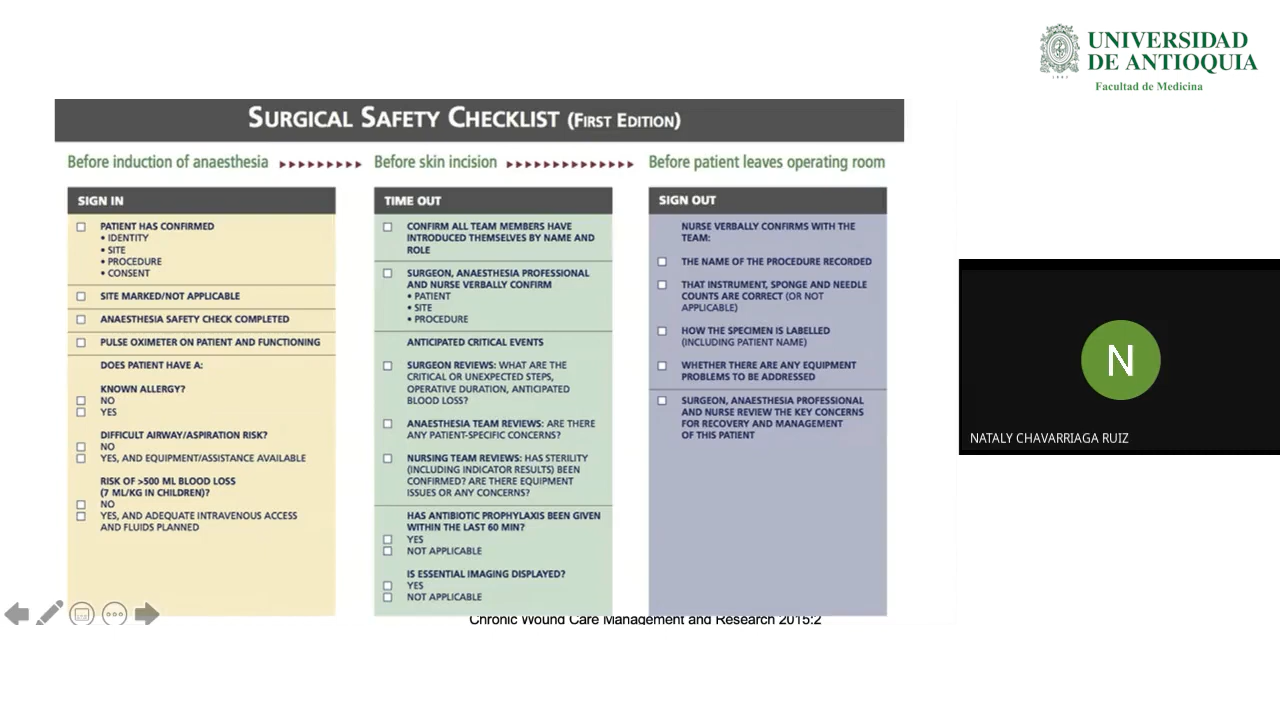 UNIVERSIDAD
DE ANTIOQUIA
1803
Facultad de Medicina
SURGICAL SAFETY CHECKLIST (FIRST EDITION)
Before induction of anaesthesia
SIGN IN
PATIENT HAS CONFIRMED
• IDENTITY
• SITE
• PROCEDURE
• CONSENT
SITE MARKED/NOT APPLICABLE
ANAESTHESIA SAFETY CHECK COMPLETED
PULSE OXIMETER ON PATIENT AND FUNCTIONING
DOES PATIENT HAVE A:
KNOWN ALLERGY?
NO
YES
DIFFICULT AIRWAY/ASPIRATION RISK?
NO
YES, AND EQUIPMENT/ASSISTANCE AVAILABLE
RISK OF >500 ML BLOOD LOSS
(7 ML/KG IN CHILDREN)?
NO
YES, AND ADEQUATE INTRAVENOUS ACCESS
AND FLUIDS PLANNED
Before skin incision
TIME OUT
CONFIRM ALL TEAM MEMBERS HAVE
INTRODUCED THEMSELVES BY NAME AND
ROLE
SURGEON, ANAESTHESIA PROFESSIONAL
AND NURSE VERBALLY CONFIRM
• PATIENT
• SITE
• PROCEDURE
ANTICIPATED CRITICAL EVENTS
SURGEON REVIEWS: WHAT ARE THE
CRITICAL OR UNEXPECTED STEPS,
OPERATIVE DURATION, ANTICIPATED
BLOOD LOSS?
ANAESTHESIA TEAM REVIEWS: ARE THERE
ANY PATIENT-SPECIFIC CONCERNS?
NURSING TEAM REVIEWS: HAS STERILITY
(INCLUDING INDICATOR RESULTS) BEEN
CONFIRMED? ARE THERE EQUIPMENT
ISSUES OR ANY CONCERNS?
HAS ANTIBIOTIC PROPHYLAXIS BEEN GIVEN
WITHIN THE LAST 60 MIN?
YES
NOT APPLICABLE
IS ESSENTIAL IMAGING DISPLAYED?
YES
NOT APPLICABLE
Before patient leaves operating room
SIGN OUT
NURSE VERBALLY CONFIRMS WITH THE
TEAM:
THE NAME OF THE PROCEDURE RECORDED
THAT INSTRUMENT, SPONGE AND NEEDLE
COUNTS ARE CORRECT (OR NOT
APPLICABLE)
HOW THE SPECIMEN IS LABELLED
(INCLUDING PATIENT NAME)
WHETHER THERE ARE ANY EQUIPMENT
PROBLEMS TO BE ADDRESSED
SURGEON, ANAESTHESIA PROFESSIONAL
AND NURSE REVIEW THE KEY CONCERNS
FOR RECOVERY AND MANAGEMENT
OF THIS PATIENT
Chronic Wound Care Management and Research 2015:2
N
NATALY CHAVARRIAGA RUIZ